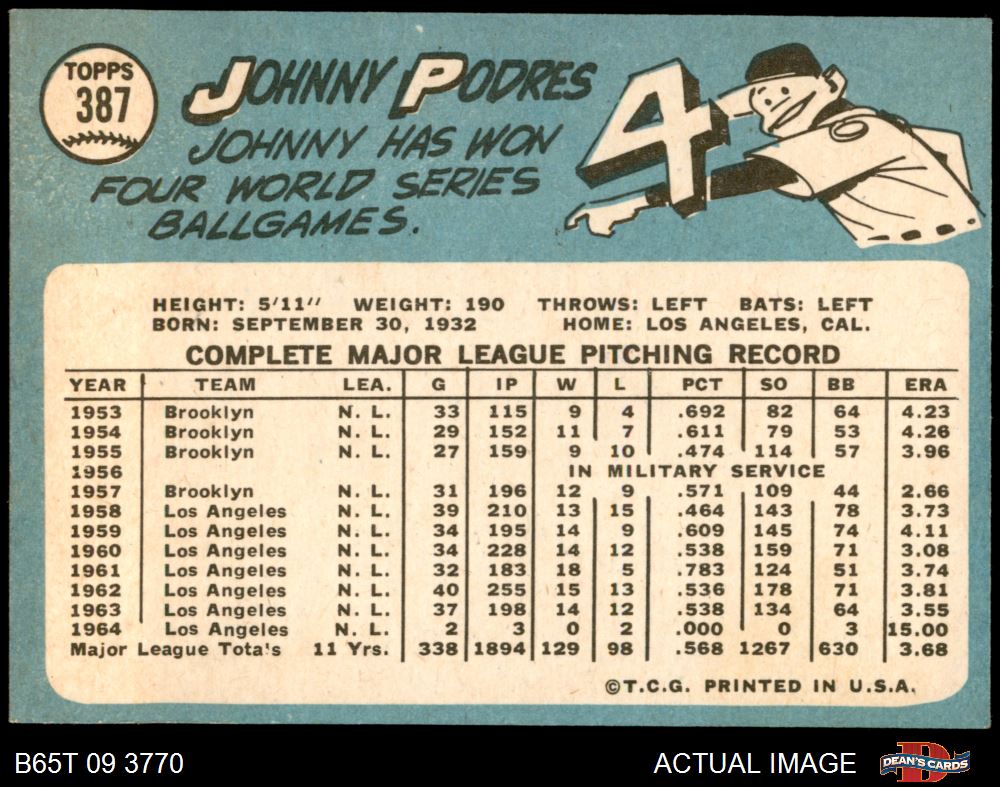 TOPPS
387
JOHNNY PODRES
JOHNNY HAS WON
FOUR WORLD SERIES
BALLGAMES.
4
HEIGHT: 5'11" WEIGHT: 190 THROWS: LEFT BATS: LEFT
BORN: SEPTEMBER 30, 1932 HOME: LOS ANGELES, CAL.
COMPLETE MAJOR LEAGUE PITCHING RECORD
YEAR TEAM LEA. G IP W L PCT SO BB ERA
1953 Brooklyn N. L. 33 115 9 4 .692 82 64 4.23
1954 Brooklyn N. L. 29 152 11 7 .611 79 53 4.26
1955 Brooklyn N. L. 27 159 9 10 .474 114 57 3.96
1956 IN MILITARY SERVICE
1957 Brooklyn N. L. 31 196 12 9 .571 109 44 2.66
1958 Los Angeles N. L. 39 210 13 15 .464 143 78 3.73
1959 Los Angeles N. L. 34 195 14 9 .609 145 74 4.11
1960 Los Angeles N. L. 34 228 14 12 .538 159 71 3.08
1961 Los Angeles N. L. 32 183 18 5 .783 124 51 3.74
1962 Los Angeles N. L. 40 255 15 13 .536 178 71 3.81
1963 Los Angeles N. L. 37 198 14 12 .538 134 64 3.55
1964 Los Angeles N. L. 2 3 0 2 .000 0 3 15.00
Major League Tota's 11 Yrs. 338 1894 129 98 .568 1267 630 3.68
©T.C.G. PRINTED IN U.S.A.
B65T 09 3770 ACTUAL IMAGE
D
DEAN'S CARDS